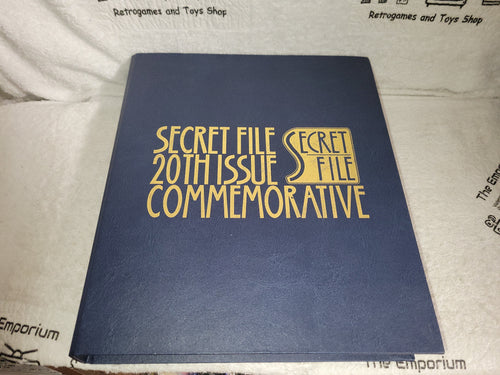 Retrogames and Toys Shop
Retrogames and Toys Shop
SECRET FILE
20TH ISSUE
COMMEMORATIVE
SECRET
FILE
The Emporium
The Emporium
The Emporium